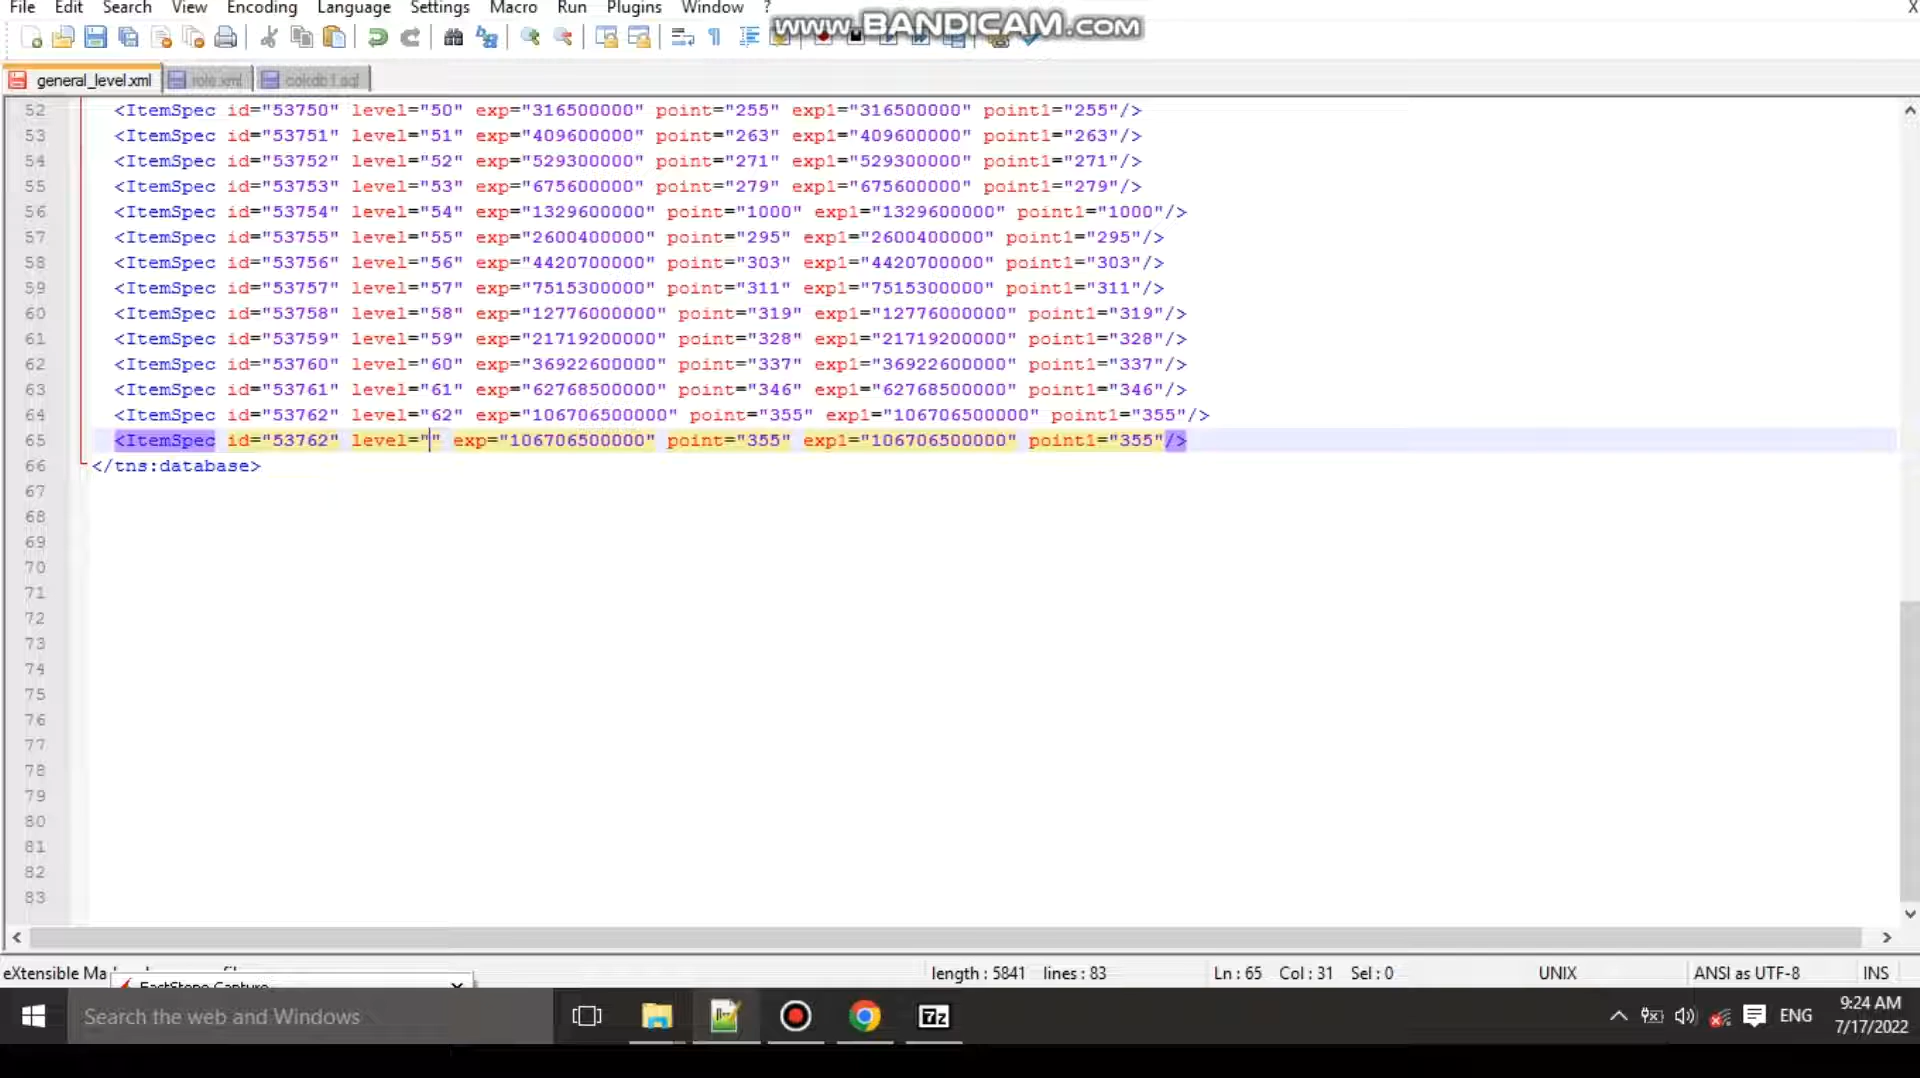 File Edit Search View Encoding Language Settings Macro Run Plugins Window ? X
www.BANDICAM.com
general_level.xml role.xml
52 <ItemSpec id="53750" level="50" exp="316500000" point="255" exp1="316500000" point1="255"/>
53 <ItemSpec id="53751" level="51" exp="409600000" point="263" exp1="409600000" point1="263"/>
54 <ItemSpec id="53752" level="52" exp="529300000" point="271" exp1="529300000" point1="271"/>
55 <ItemSpec id="53753" level="53" exp="675600000" point="279" exp1="675600000" point1="279"/>
56 <ItemSpec id="53754" level="54" exp="1329600000" point="1000" exp1="1329600000" point1="1000"/>
57 <ItemSpec id="53755" level="55" exp="2600400000" point="295" exp1="2600400000" point1="295"/>
58 <ItemSpec id="53756" level="56" exp="4420700000" point="303" exp1="4420700000" point1="303"/>
59 <ItemSpec id="53757" level="57" exp="7515300000" point="311" exp1="7515300000" point1="311"/>
60 <ItemSpec id="53758" level="58" exp="12776000000" point="319" exp1="12776000000" point1="319"/>
61 <ItemSpec id="53759" level="59" exp="21719200000" point="328" exp1="21719200000" point1="328"/>
62 <ItemSpec id="53760" level="60" exp="36922600000" point="337" exp1="36922600000" point1="337"/>
63 <ItemSpec id="53761" level="61" exp="62768500000" point="346" exp1="62768500000" point1="346"/>
64 <ItemSpec id="53762" level="62" exp="106706500000" point="355" exp1="106706500000" point1="355"/>
65 <ItemSpec id="53762" level="" exp="106706500000" point="355" exp1="106706500000" point1="355"/>
66 </tns:database>
67
68
69
70
71
72
73
74
75
76
77
78
79
80
81
82
83
eXtensible length : 5841 lines : 83 Ln : 65 Col : 31 Sel : 0 UNIX ANSI as UTF-8 INS
Search the web and Windows 7z ENG 9:24 AM
7/17/2022